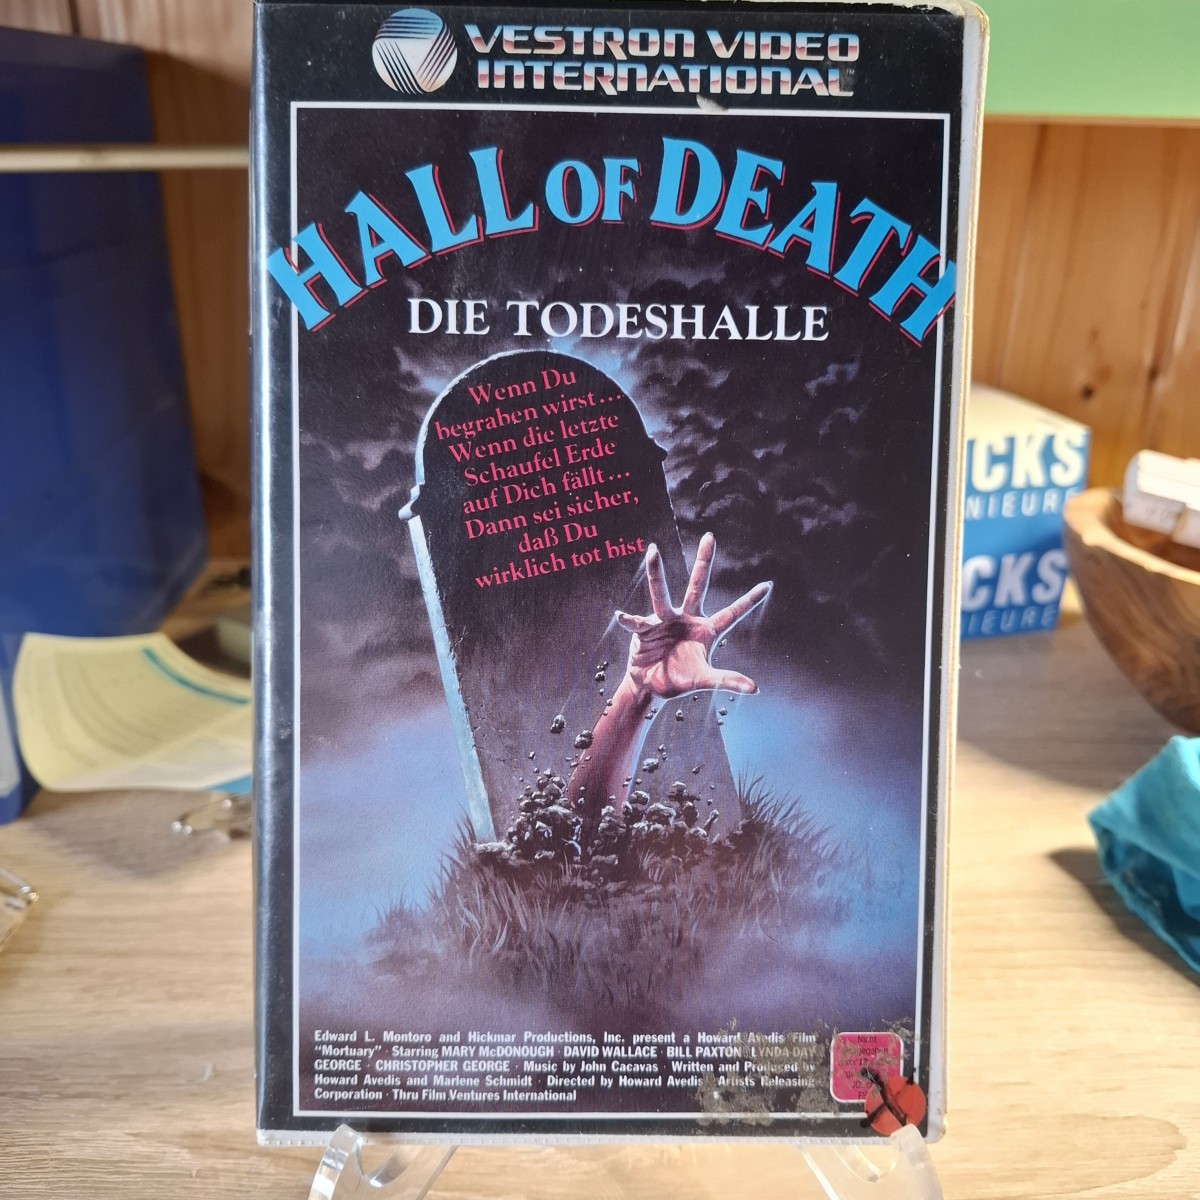 VESTRON VIDEO
INTERNATIONAL
HALL OF DEATH
DIE TODESHALLE
Wenn Du
begraben wirst...
Wenn die letzte
Schaufel Erde
auf Dich fällt...
Dann sei sicher,
daß Du
wirklich tot bist
Edward L. Montoro and Hickmar Productions, Inc. present a Howard Avedis Film
"Mortuary" · Starring MARY McDONOUGH · DAVID WALLACE · BILL PAXTON · LYNDA DAY
GEORGE · CHRISTOPHER GEORGE · Music by John Cacavas · Written and Produced by
Howard Avedis and Marlene Schmidt · Directed by Howard Avedis · Artists Releasing
Corporation · Thru Film Ventures International
Nicht
CKS
NIEURE
CKS
IEURE